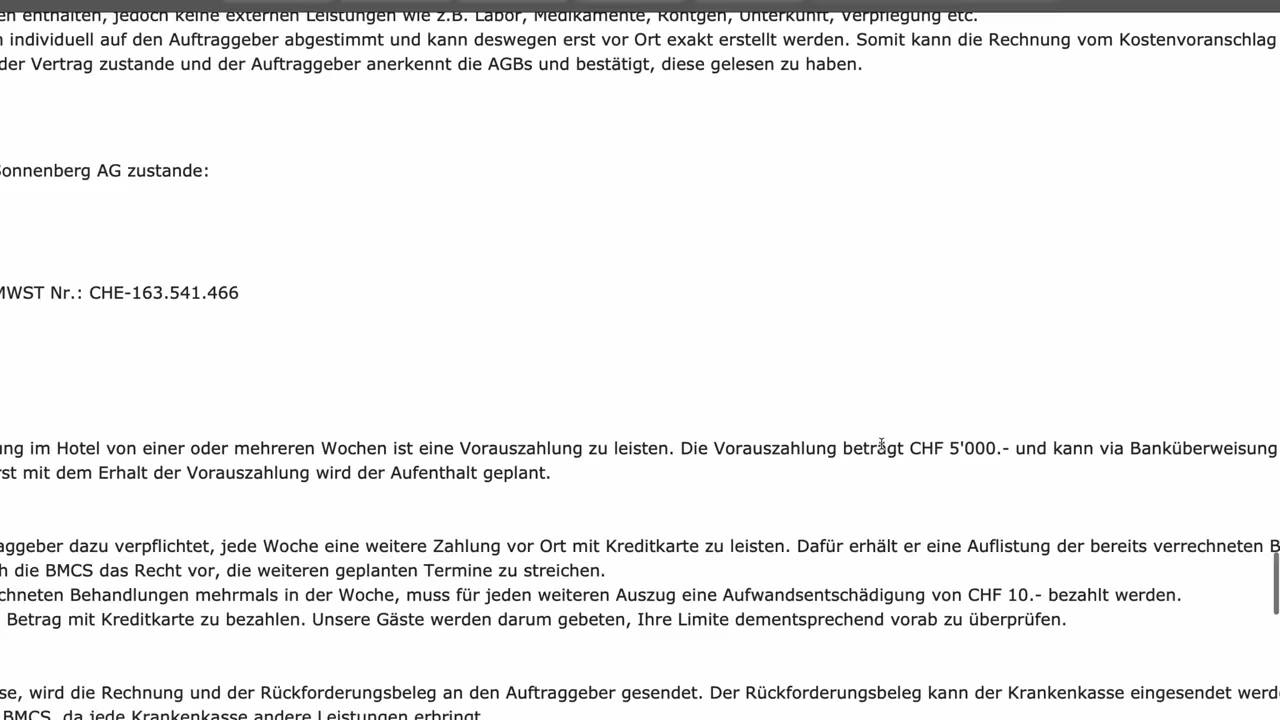 en enthalten, jedoch keine externen Leistungen wie z.B. Labor, Medikamente, Röntgen, Unterkunft, Verpflegung etc.
individuell auf den Auftraggeber abgestimmt und kann deswegen erst vor Ort exakt erstellt werden. Somit kann die Rechnung vom Kostenvoranschlag
der Vertrag zustande und der Auftraggeber anerkennt die AGBs und bestätigt, diese gelesen zu haben.
Sonnenberg AG zustande:
MWST Nr.: CHE-163.541.466
ung im Hotel von einer oder mehreren Wochen ist eine Vorauszahlung zu leisten. Die Vorauszahlung beträgt CHF 5'000.- und kann via Banküberweisung
rst mit dem Erhalt der Vorauszahlung wird der Aufenthalt geplant.
aggeber dazu verpflichtet, jede Woche eine weitere Zahlung vor Ort mit Kreditkarte zu leisten. Dafür erhält er eine Auflistung der bereits verrechneten B
h die BMCS das Recht vor, die weiteren geplanten Termine zu streichen.
chneten Behandlungen mehrmals in der Woche, muss für jeden weiteren Auszug eine Aufwandsentschädigung von CHF 10.- bezahlt werden.
Betrag mit Kreditkarte zu bezahlen. Unsere Gäste werden darum gebeten, Ihre Limite dementsprechend vorab zu überprüfen.
se, wird die Rechnung und der Rückforderungsbeleg an den Auftraggeber gesendet. Der Rückforderungsbeleg kann der Krankenkasse eingesendet werd
BMCS, da jede Krankenkasse andere Leistungen erbringt.